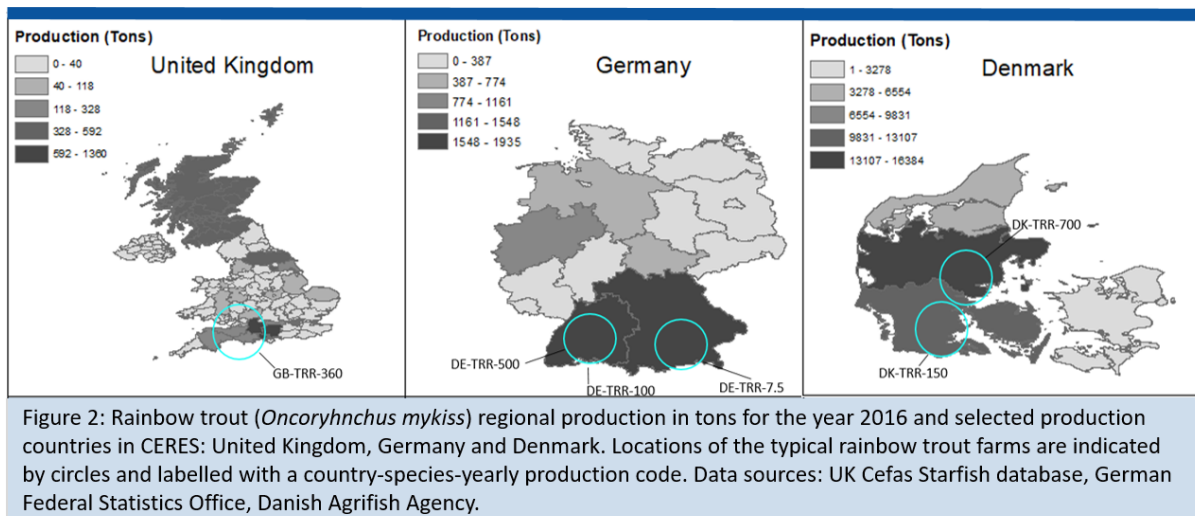 Production (Tons)
United Kingdom
0 - 40
40 - 118
118 - 328
328 - 592
592 - 1360
GB-TRR-360
Production (Tons)
Germany
0 - 387
387 - 774
774 - 1161
1161 - 1548
1548 - 1935
DE-TRR-500
DE-TRR-100
DE-TRR-7.5
Production (Tons)
Denmark
1 - 3278
3278 - 6554
6554 - 9831
9831 - 13107
13107 - 16384
DK-TRR-700
DK-TRR-150
Figure 2: Rainbow trout (Oncoryhnchus mykiss) regional production in tons for the year 2016 and selected production
countries in CERES: United Kingdom, Germany and Denmark. Locations of the typical rainbow trout farms are indicated
by circles and labelled with a country-species-yearly production code. Data sources: UK Cefas Starfish database, German
Federal Statistics Office, Danish Agrifish Agency.